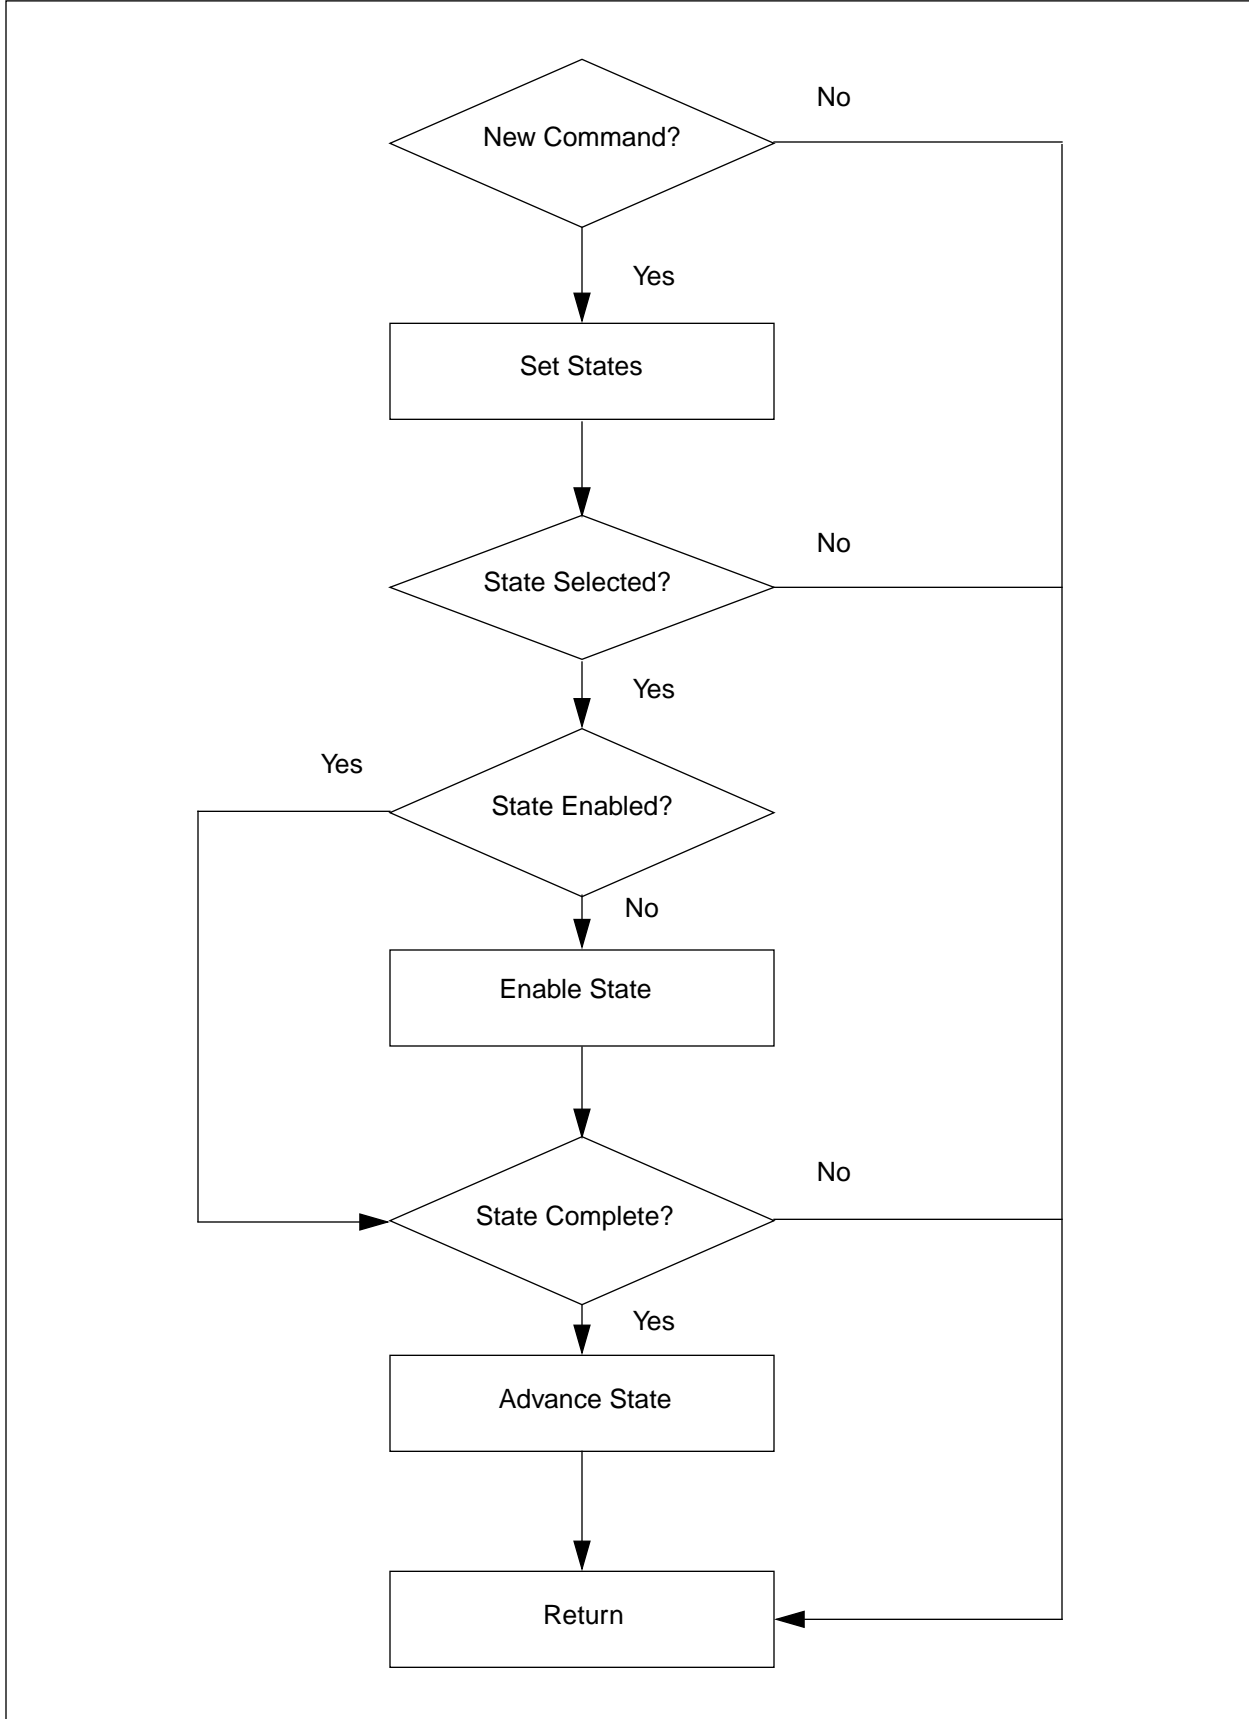 No
New Command?
Yes
Set States
No
State Selected?
Yes
Yes
State Enabled?
No
Enable State
No
State Complete?
Yes
Advance State
Return